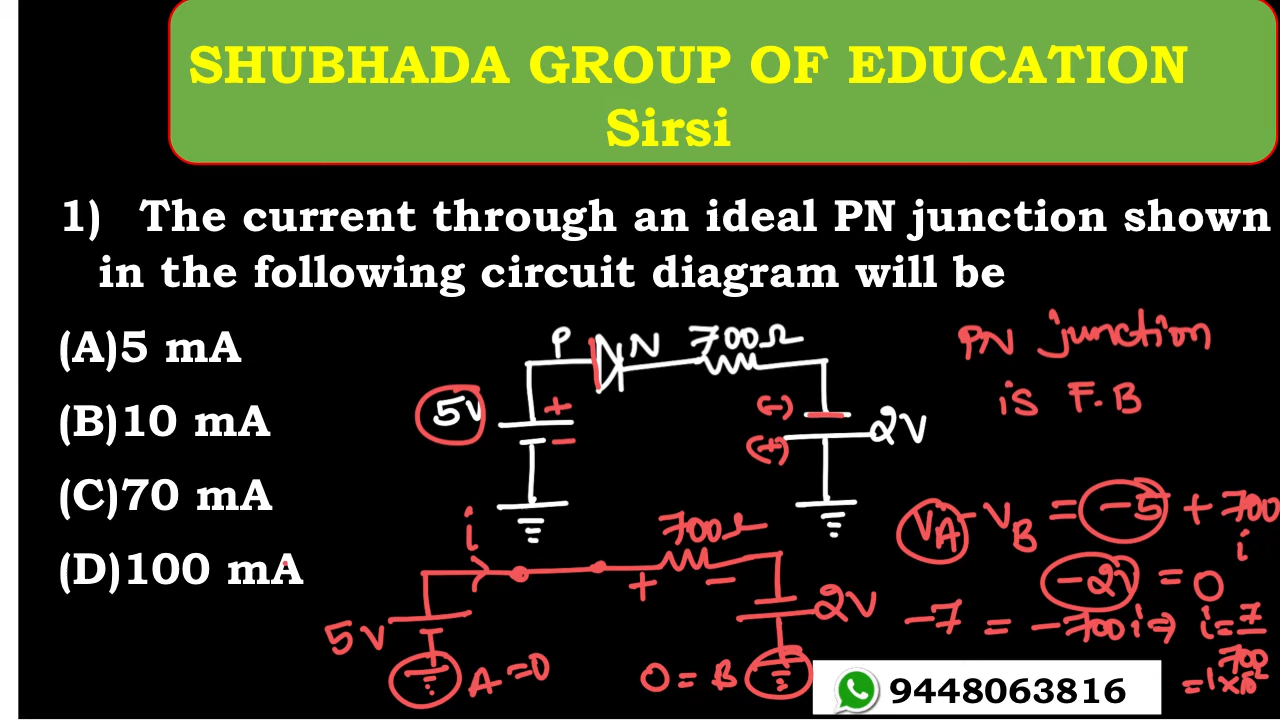 SHUBHADA GROUP OF EDUCATION
Sirsi
1) The current through an ideal PN junction shown
in the following circuit diagram will be
(A)5 mA
(B)10 mA
(C)70 mA
(D)100 mA
P N 700Ω
5V + −
(-) (+) 2V
PN junction
is F.B
i 700Ω
+ −
5V 2V
A=0 0=B
VA-VB = -5 + 700
i
-2V = 0
-7 = -700i⇒ i=7
700
9448063816